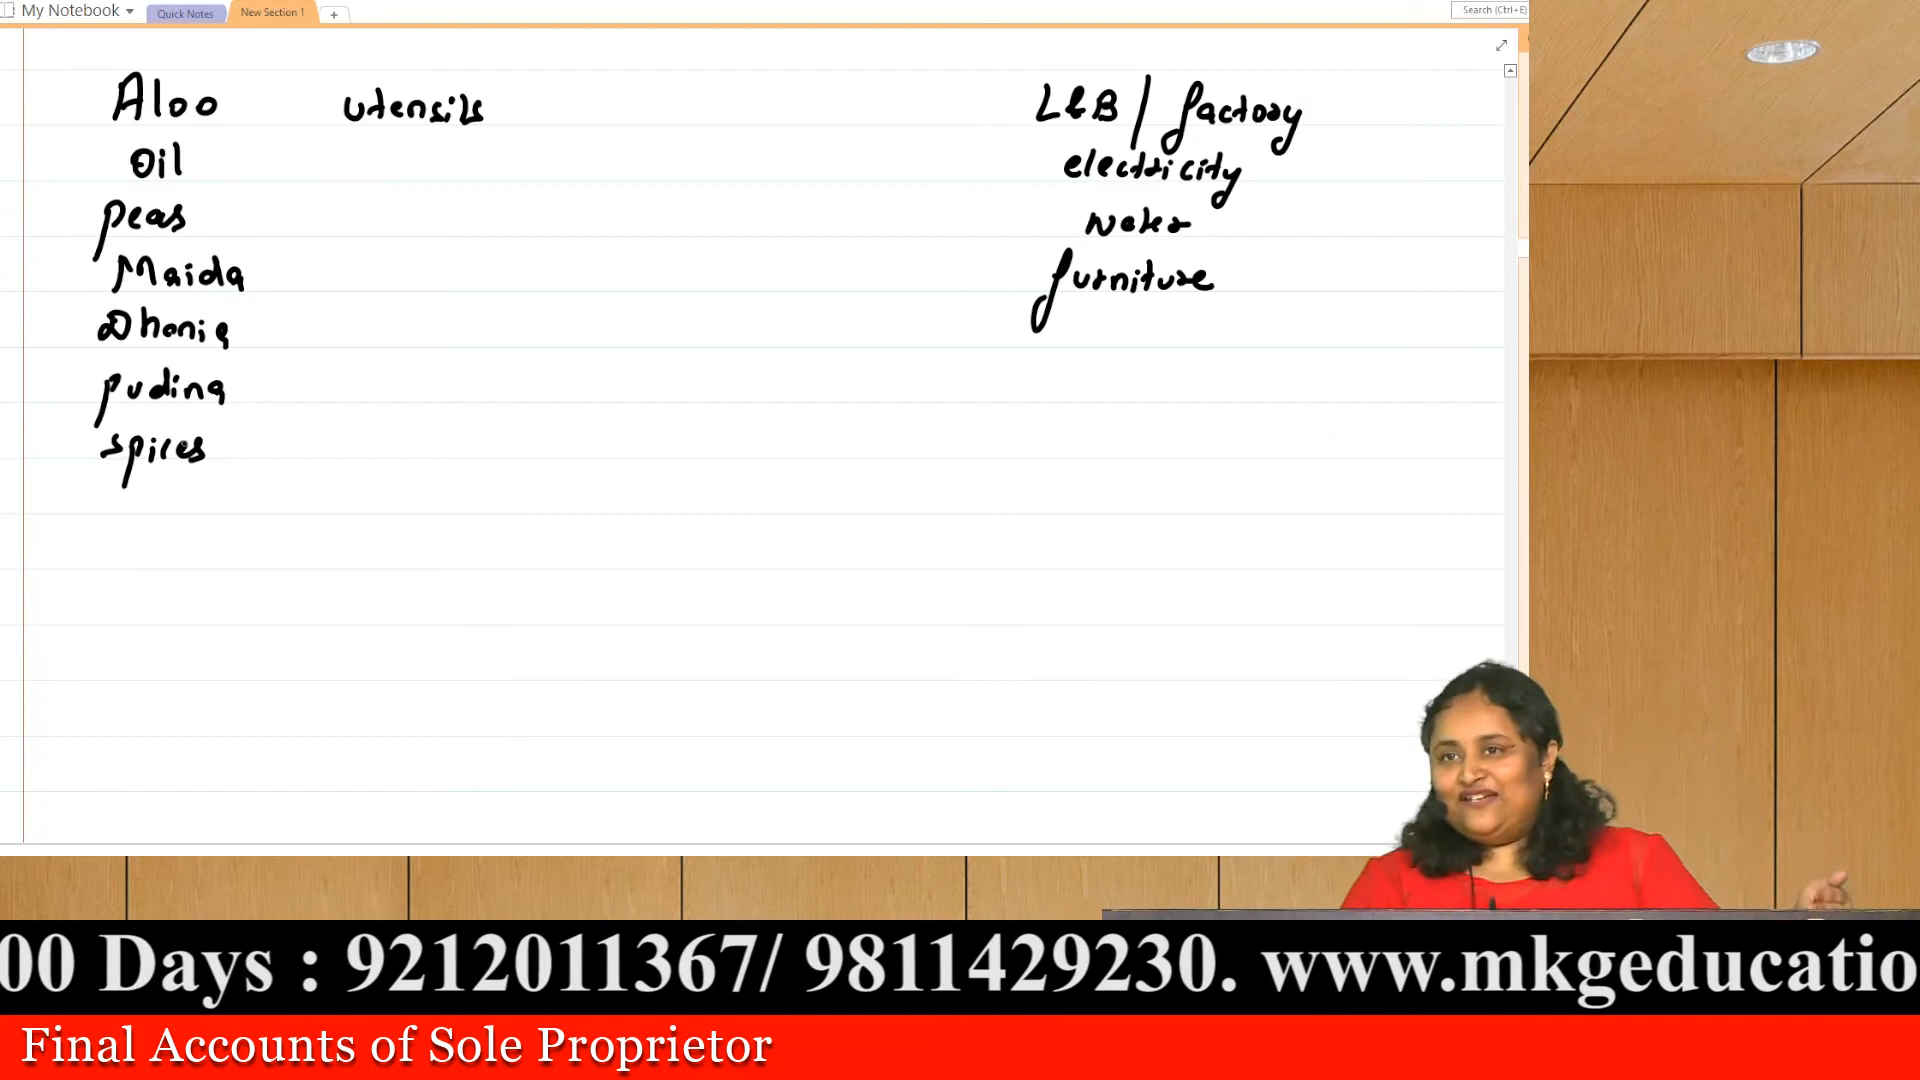 My Notebook
Quick Notes
New Section 1
Search (Ctrl+E)
Aloo utensils
Oil
Peas
Maida
Dhania
pudina
spices
L&B / factory
electricity
water
furniture
00 Days : 9212011367/ 9811429230. www.mkgeducatio
Final Accounts of Sole Proprietor